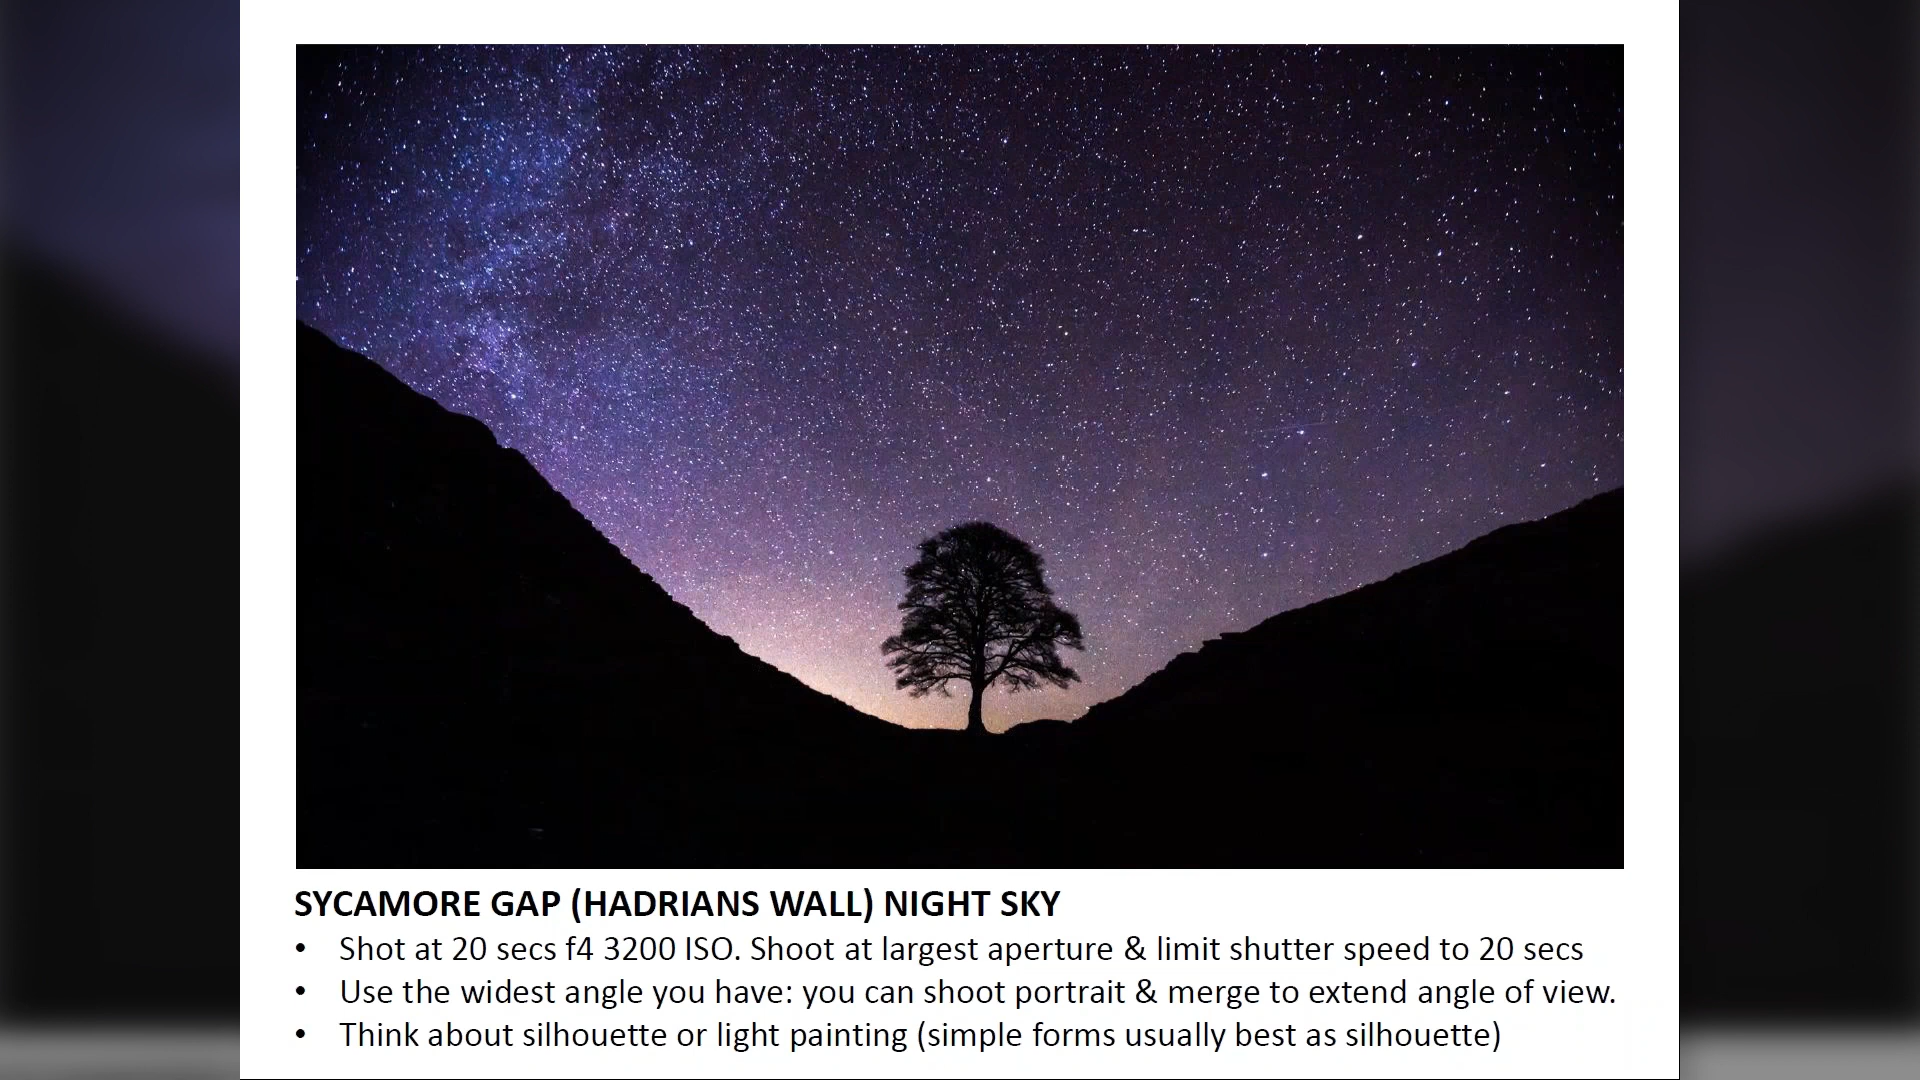 SYCAMORE GAP (HADRIANS WALL) NIGHT SKY
• Shot at 20 secs f4 3200 ISO. Shoot at largest aperture & limit shutter speed to 20 secs
• Use the widest angle you have: you can shoot portrait & merge to extend angle of view.
• Think about silhouette or light painting (simple forms usually best as silhouette)